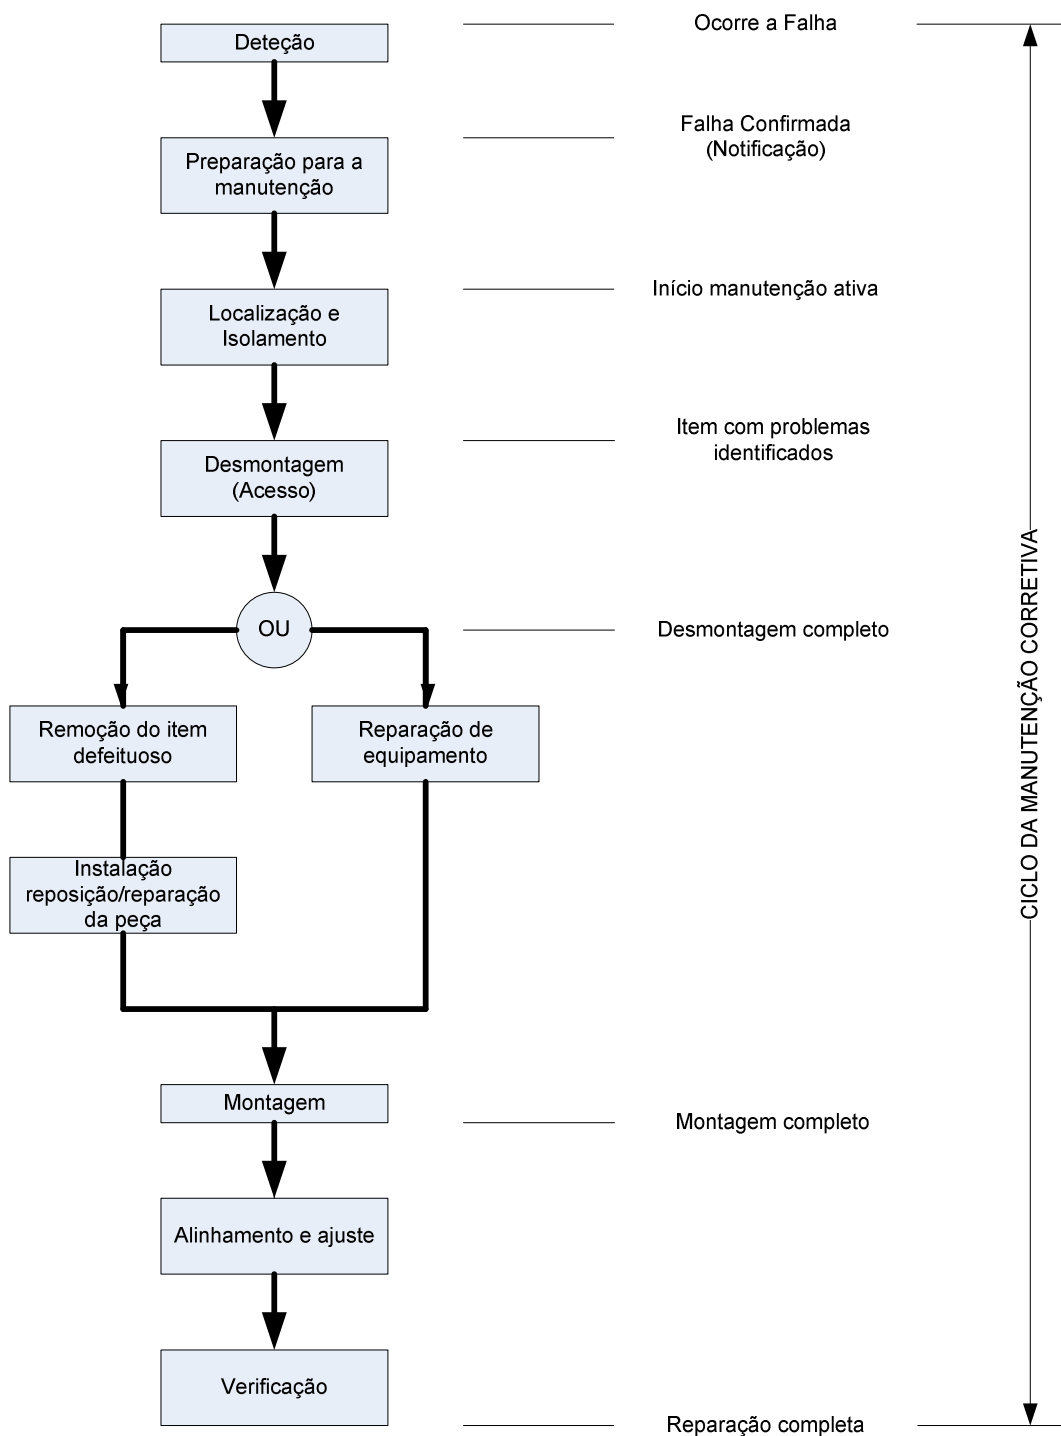 Deteção
Ocorre a Falha
Falha Confirmada
(Notificação)
Preparação para a
manutenção
Início manutenção ativa
Localização e
Isolamento
Item com problemas
identificados
Desmontagem
(Acesso)
OU
Desmontagem completo
Remoção do item
defeituoso
Reparação de
equipamento
Instalação
reposição/reparação
da peça
Montagem
Montagem completo
Alinhamento e ajuste
Verificação
Reparação completa
CICLO DA MANUTENÇÃO CORRETIVA